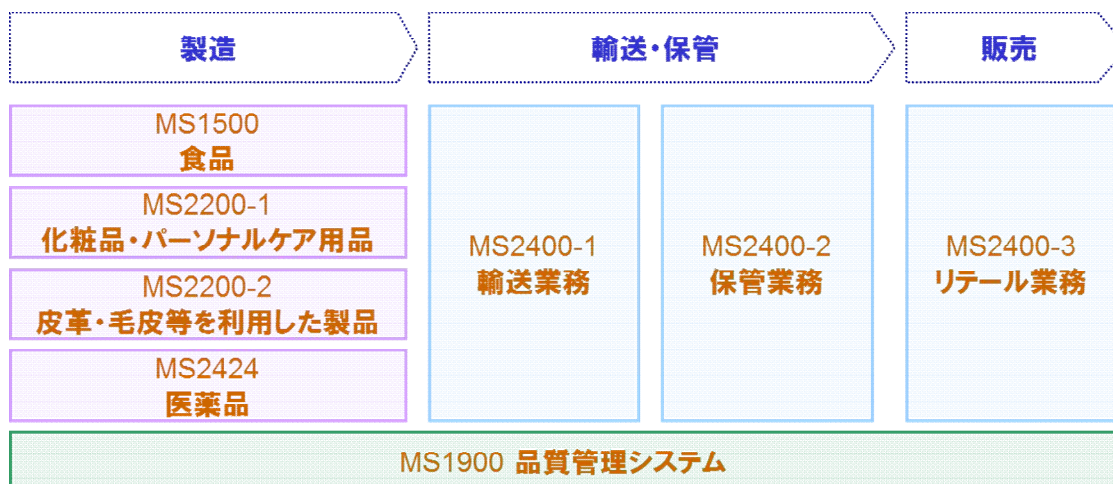 製造
輸送・保管
販売
MS1500
食品
MS2200-1
化粧品・パーソナルケア用品
MS2200-2
皮革・毛皮等を利用した製品
MS2424
医薬品
MS2400-1
輸送業務
MS2400-2
保管業務
MS2400-3
リテール業務
MS1900 品質管理システム